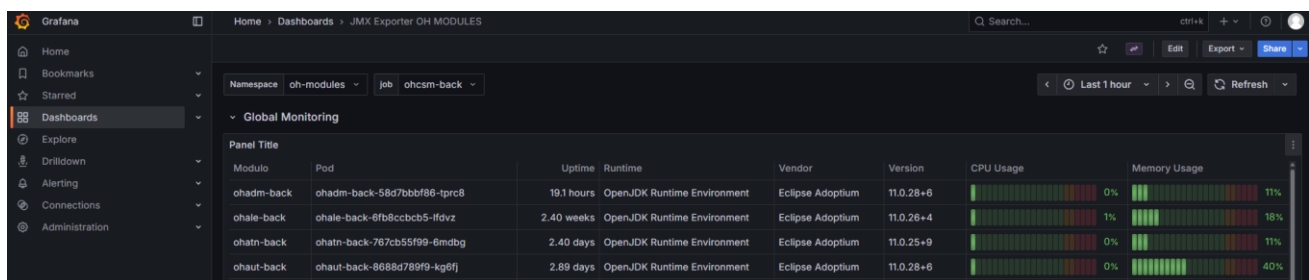 Grafana
Home › Dashboards › JMX Exporter OH MODULES
Search...
ctrl+k
Home
Bookmarks
Starred
Dashboards
Explore
Drilldown
Alerting
Connections
Administration
Edit
Export
Share
Namespace oh-modules
job ohcsm-back
Last 1 hour
Refresh
Global Monitoring
Panel Title
Modulo Pod Uptime Runtime Vendor Version CPU Usage Memory Usage
ohadm-back ohadm-back-58d7bbbf86-tprc8 19.1 hours OpenJDK Runtime Environment Eclipse Adoptium 11.0.28+6 0% 11%
ohale-back ohale-back-6fb8ccbcb5-lfdvz 2.40 weeks OpenJDK Runtime Environment Eclipse Adoptium 11.0.26+4 1% 18%
ohatn-back ohatn-back-767cb55f99-6mdbg 2.40 days OpenJDK Runtime Environment Eclipse Adoptium 11.0.25+9 0% 11%
ohaut-back ohaut-back-8688d789f9-kg6fj 2.89 days OpenJDK Runtime Environment Eclipse Adoptium 11.0.28+6 0% 40%